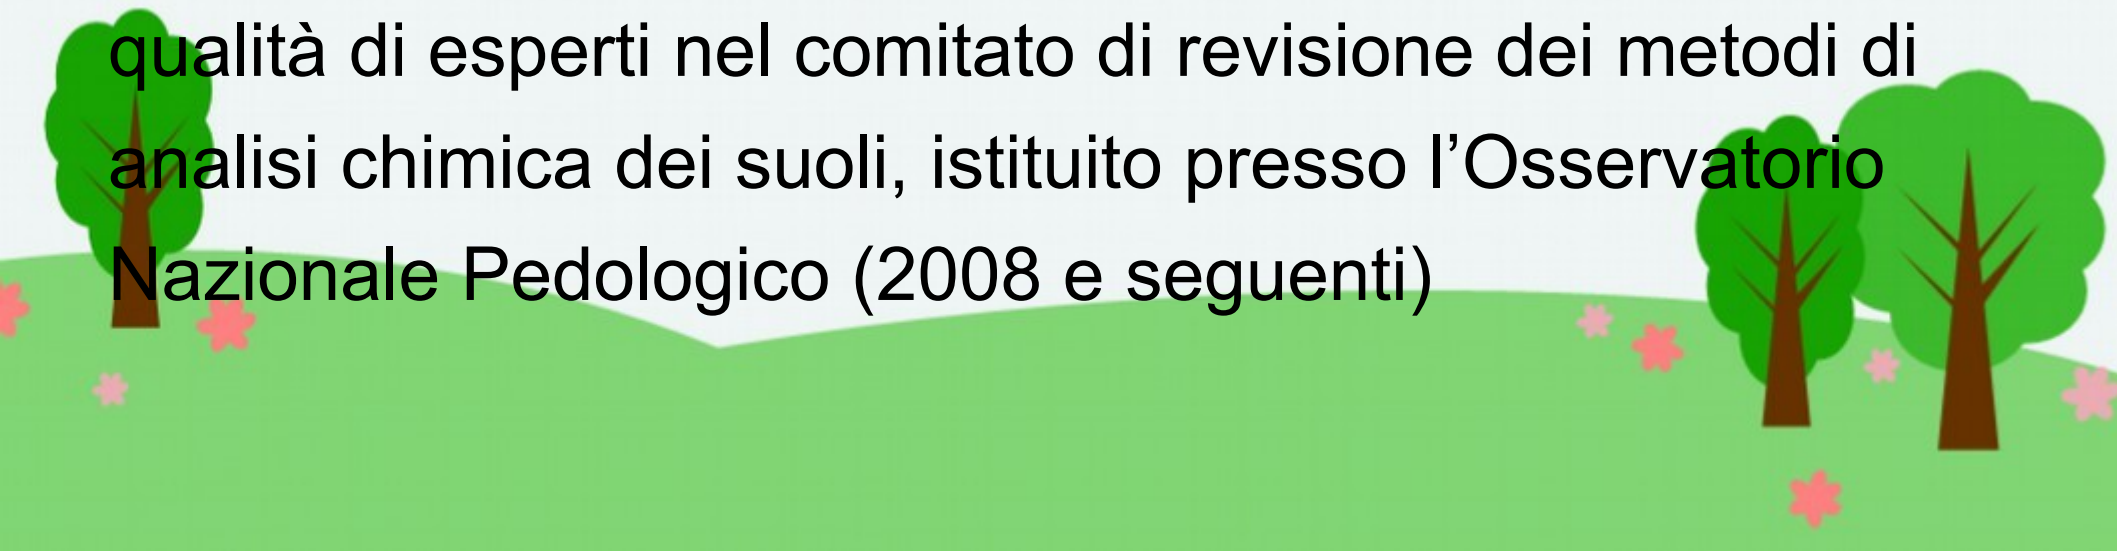 qualità di esperti nel comitato di revisione dei metodi di
analisi chimica dei suoli, istituito presso l’Osservatorio
Nazionale Pedologico (2008 e seguenti)